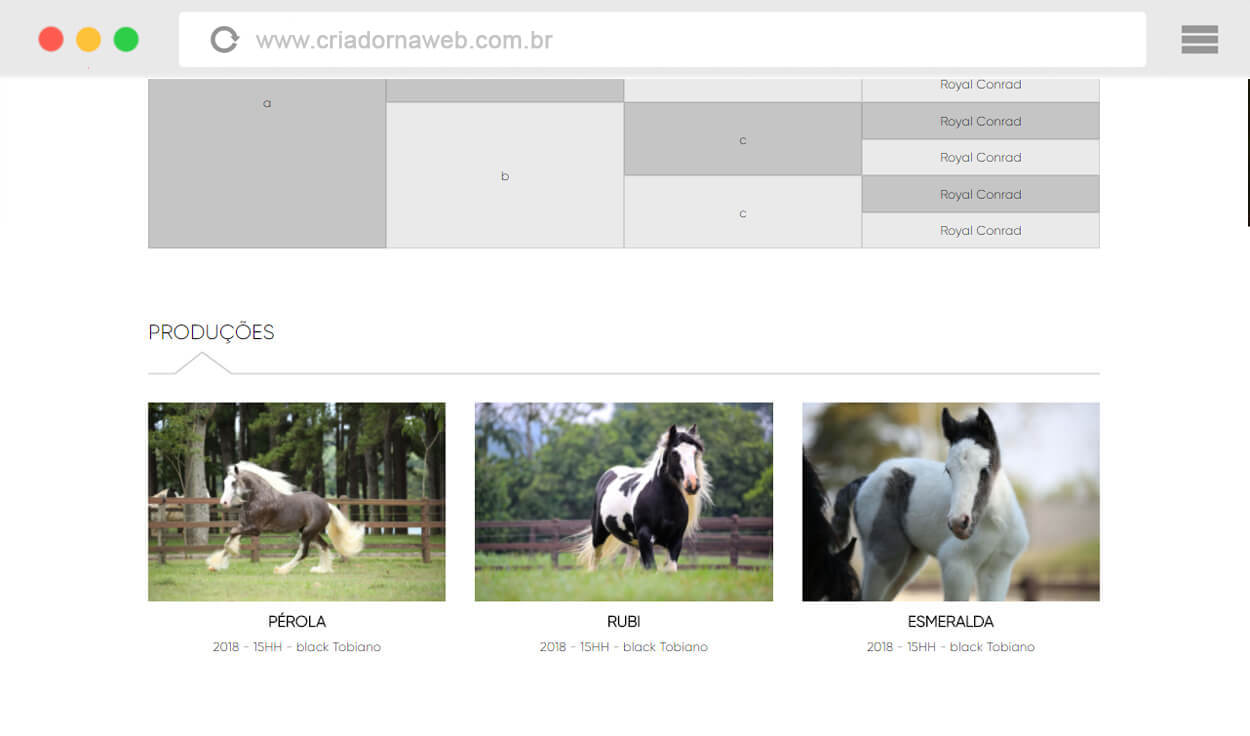 www.criadornaweb.com.br
a
Royal Conrad
c
Royal Conrad
Royal Conrad
b
c
Royal Conrad
Royal Conrad
PRODUÇÕES
PÉROLA
2018 - 15HH - black Tobiano
RUBI
2018 - 15HH - black Tobiano
ESMERALDA
2018 - 15HH - black Tobiano